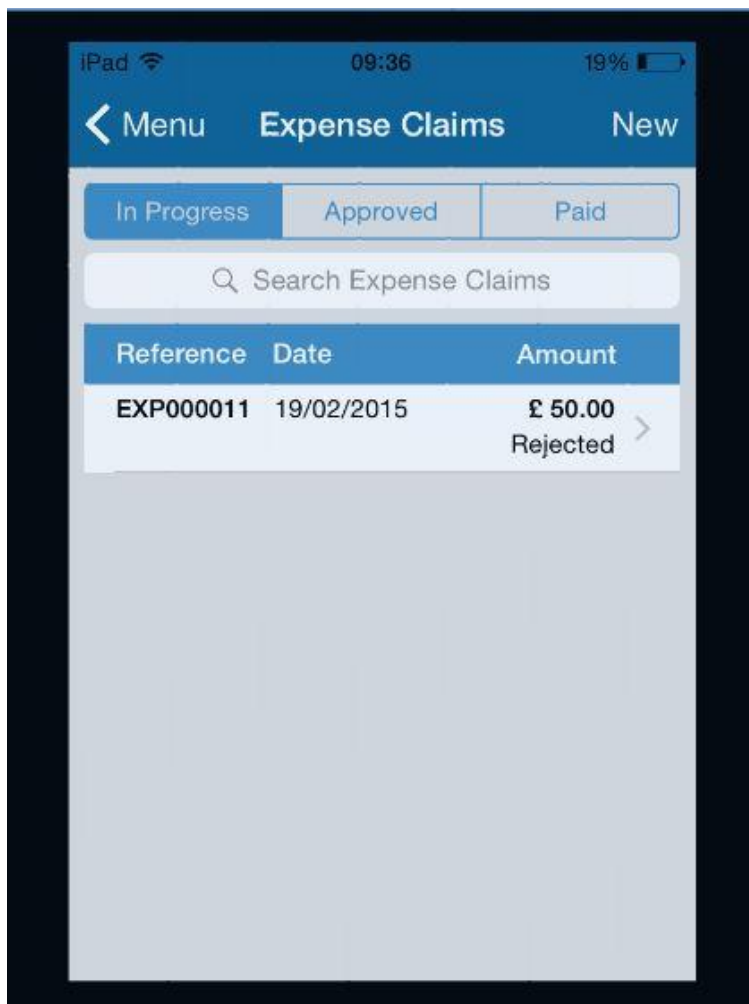 iPad 09:36 19%
Menu Expense Claims New
In Progress Approved Paid
Search Expense Claims
Reference Date Amount
EXP000011 19/02/2015 £ 50.00
Rejected